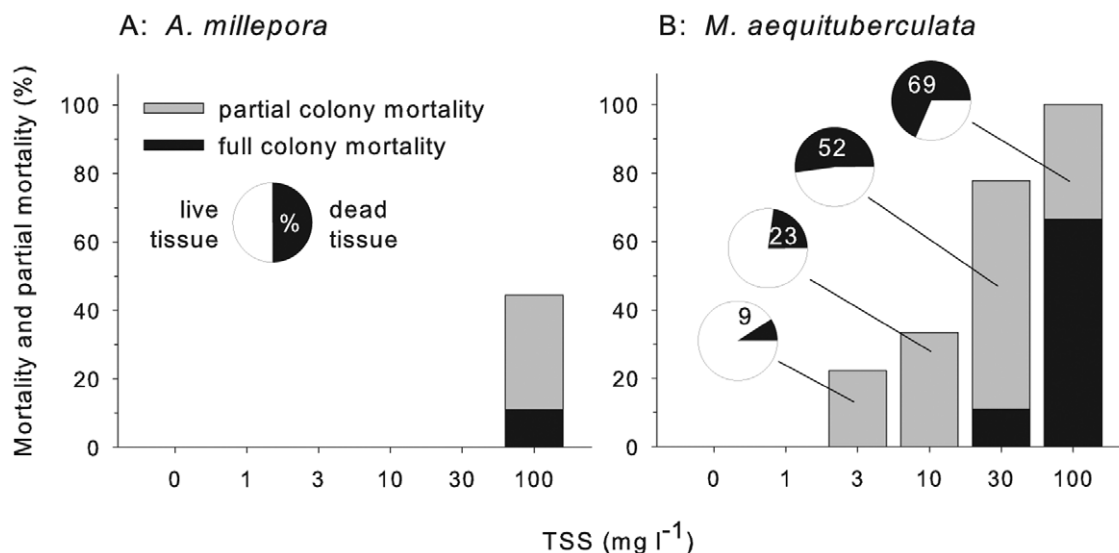 A: A. millepora
B: M. aequituberculata
Mortality and partial mortality (%)
100
80
60
40
20
0
partial colony mortality
full colony mortality
live
tissue
%
dead
tissue
0 1 3 10 30 100
100
80
60
40
20
0
69
52
23
9
0 1 3 10 30 100
TSS (mg l⁻¹)